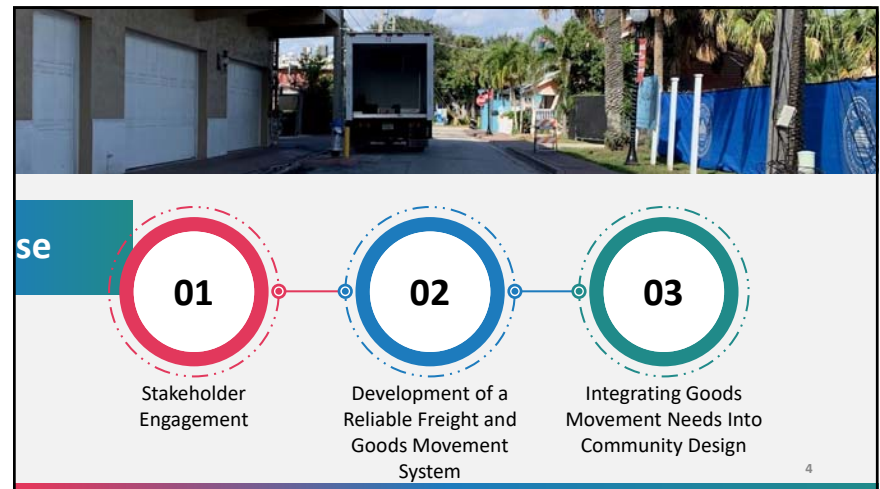 se
01
02
03
Stakeholder
Engagement
Development of a
Reliable Freight and
Goods Movement
System
Integrating Goods
Movement Needs Into
Community Design
4